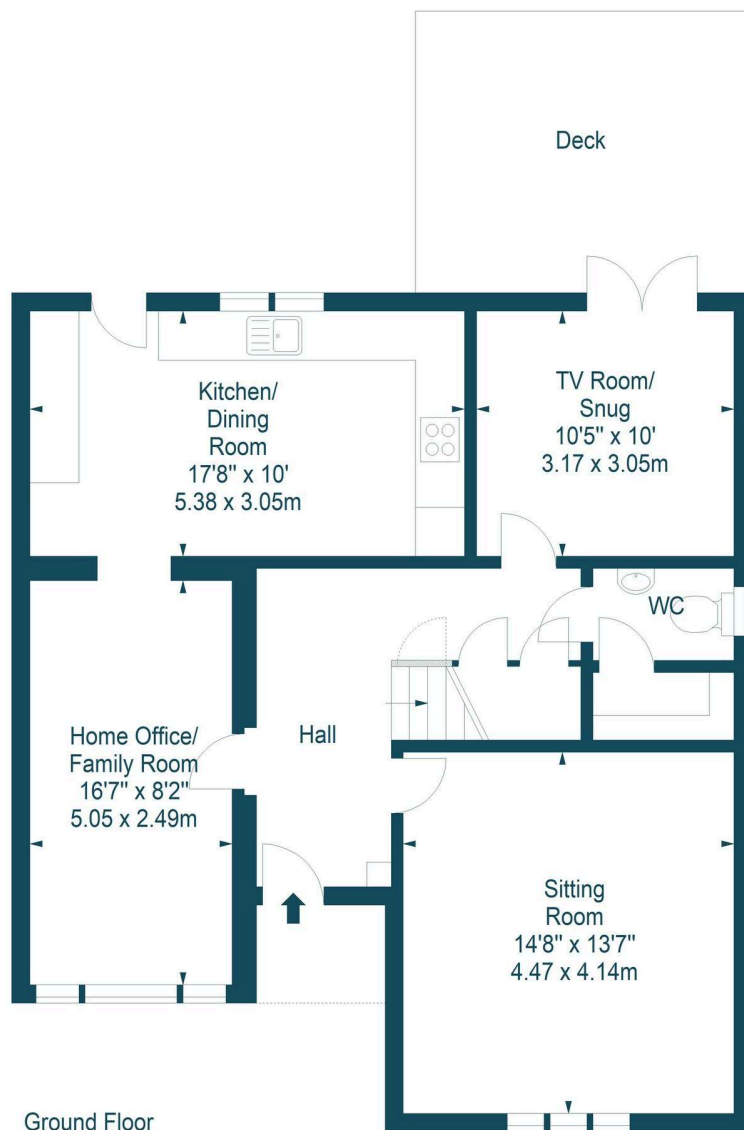 Deck
Kitchen/
Dining
Room
17'8" x 10'
5.38 x 3.05m
TV Room/
Snug
10'5" x 10'
3.17 x 3.05m
WC
Hall
Home Office/
Family Room
16'7" x 8'2"
5.05 x 2.49m
Sitting
Room
14'8" x 13'7"
4.47 x 4.14m
Ground Floor